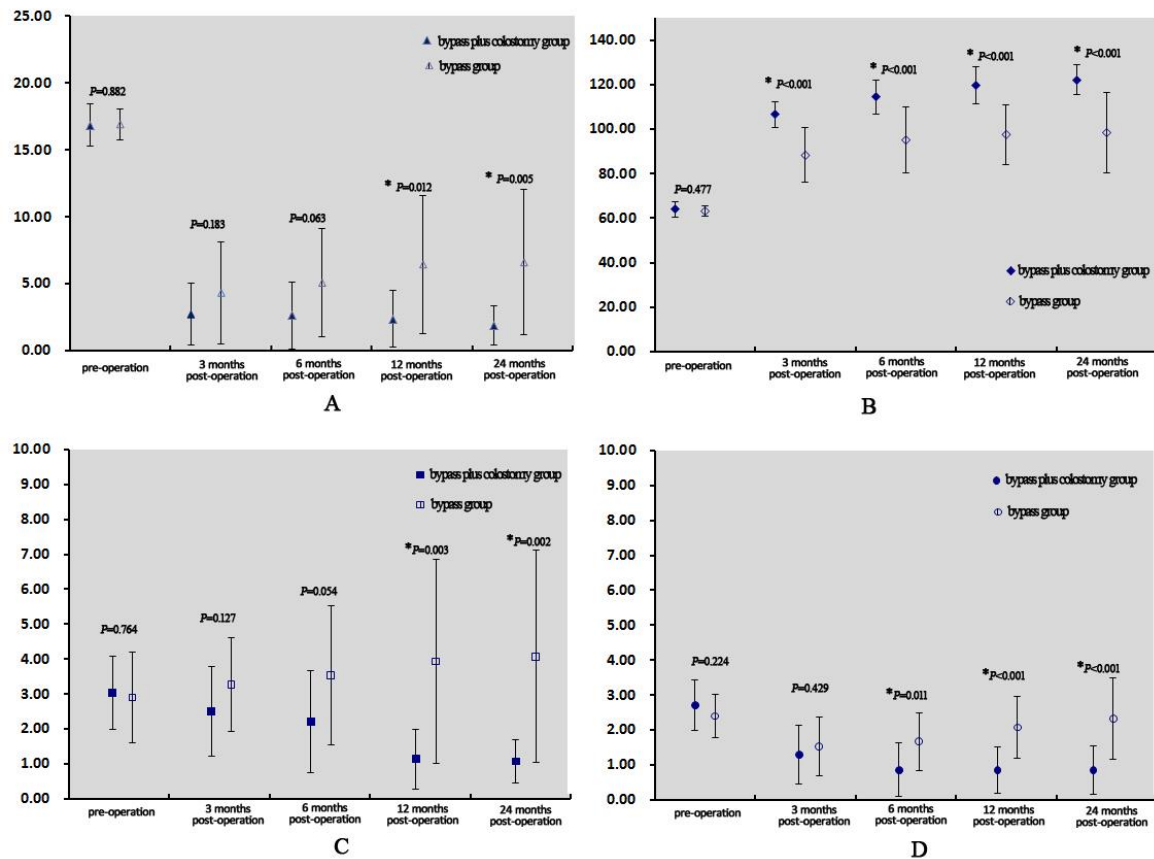 25.00
20.00
15.00
10.00
5.00
0.00
bypass plus colostomy group
bypass group
P=0.882
P=0.183
P=0.063
* P=0.012
* P=0.005
pre-operation
3 months
post-operation
6 months
post-operation
12 months
post-operation
24 months
post-operation
A
140.00
120.00
100.00
80.00
60.00
40.00
20.00
0.00
P=0.477
* P<0.001
* P<0.001
* P<0.001
* P<0.001
bypass plus colostomy group
bypass group
pre-operation
3 months
post-operation
6 months
post-operation
12 months
post-operation
24 months
post-operation
B
10.00
9.00
8.00
7.00
6.00
5.00
4.00
3.00
2.00
1.00
0.00
bypass plus colostomy group
bypass group
P=0.764
P=0.127
P=0.054
* P=0.003
* P=0.002
pre-operation
3 months
post-operation
6 months
post-operation
12 months
post-operation
24 months
post-operation
C
10.00
9.00
8.00
7.00
6.00
5.00
4.00
3.00
2.00
1.00
0.00
bypass plus colostomy group
bypass group
P=0.224
P=0.429
* P=0.011
* P<0.001
* P<0.001
pre-operation
3 months
post-operation
6 months
post-operation
12 months
post-operation
24 months
post-operation
D